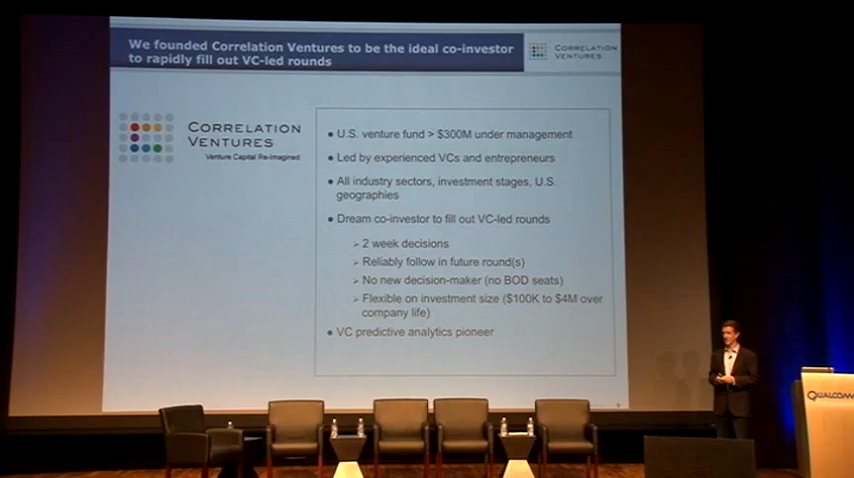 We founded Correlation Ventures to be the ideal co-investor
to rapidly fill out VC-led rounds
CORRELATION
VENTURES
CORRELATION
VENTURES
Venture Capital Re-imagined
• U.S. venture fund > $300M under management
• Led by experienced VCs and entrepreneurs
• All industry sectors, investment stages, U.S.
geographies
• Dream co-investor to fill out VC-led rounds
➢ 2 week decisions
➢ Reliably follow in future round(s)
➢ No new decision-maker (no BOD seats)
➢ Flexible on investment size ($100K to $4M over
company life)
• VC predictive analytics pioneer
QUALCOMM